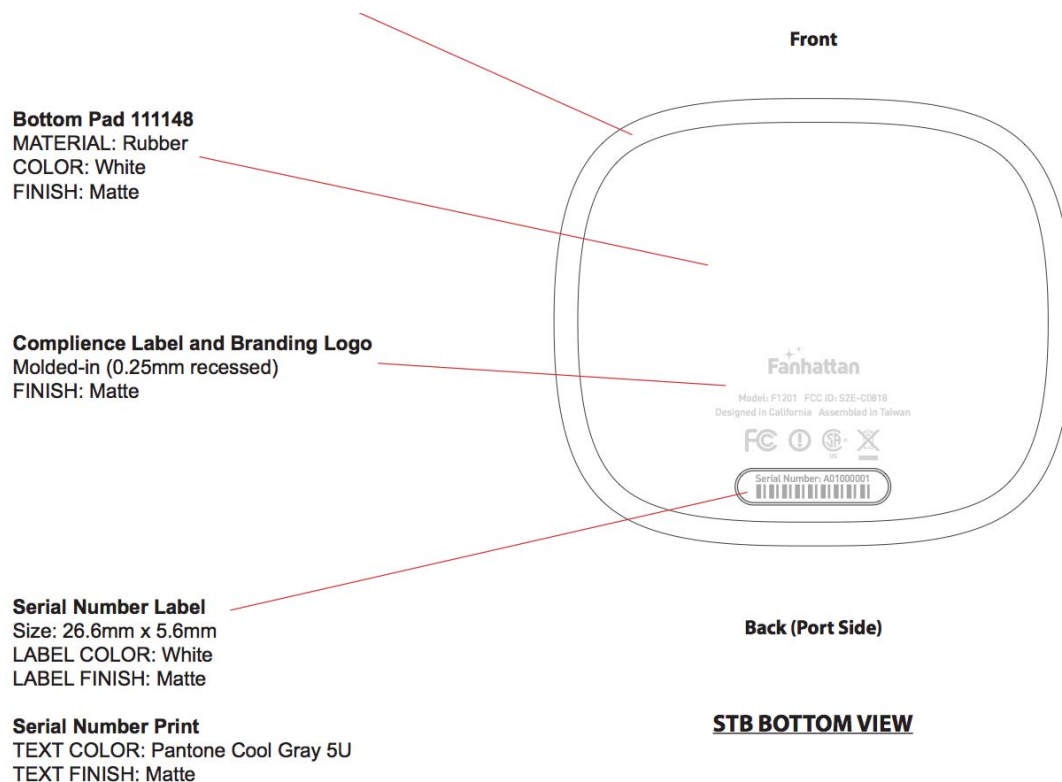 Front
Bottom Pad 111148
MATERIAL: Rubber
COLOR: White
FINISH: Matte
Complience Label and Branding Logo
Molded-in (0.25mm recessed)
FINISH: Matte
Fanhattan
Model: F1201 FCC ID: S2E-C0818
Designed in California Assembled in Taiwan
FC
SA
US
Serial Number: A01000001
Serial Number Label
Size: 26.6mm x 5.6mm
LABEL COLOR: White
LABEL FINISH: Matte
Back (Port Side)
Serial Number Print
TEXT COLOR: Pantone Cool Gray 5U
TEXT FINISH: Matte
STB BOTTOM VIEW